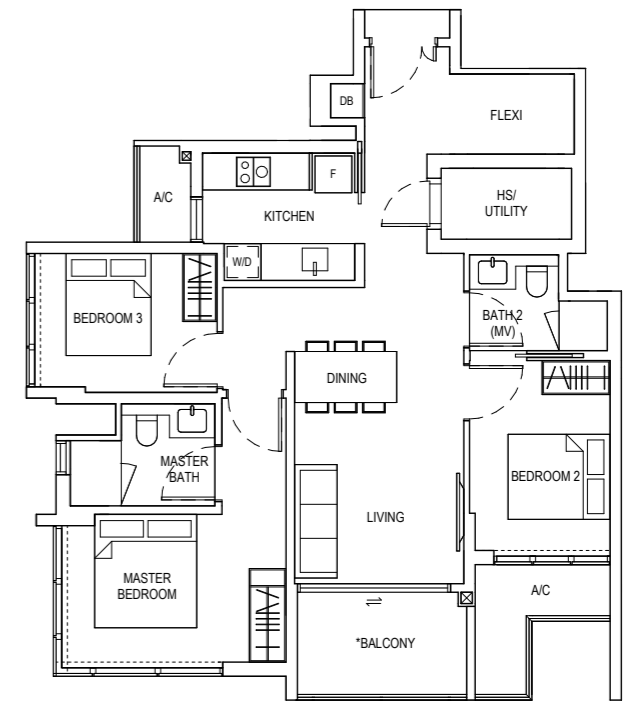 DB
FLEXI
A/C
F
HS/
UTILITY
KITCHEN
W/D
BEDROOM 3
BATH 2
(MV)
DINING
MASTER
BATH
BEDROOM 2
LIVING
MASTER
BEDROOM
A/C
*BALCONY